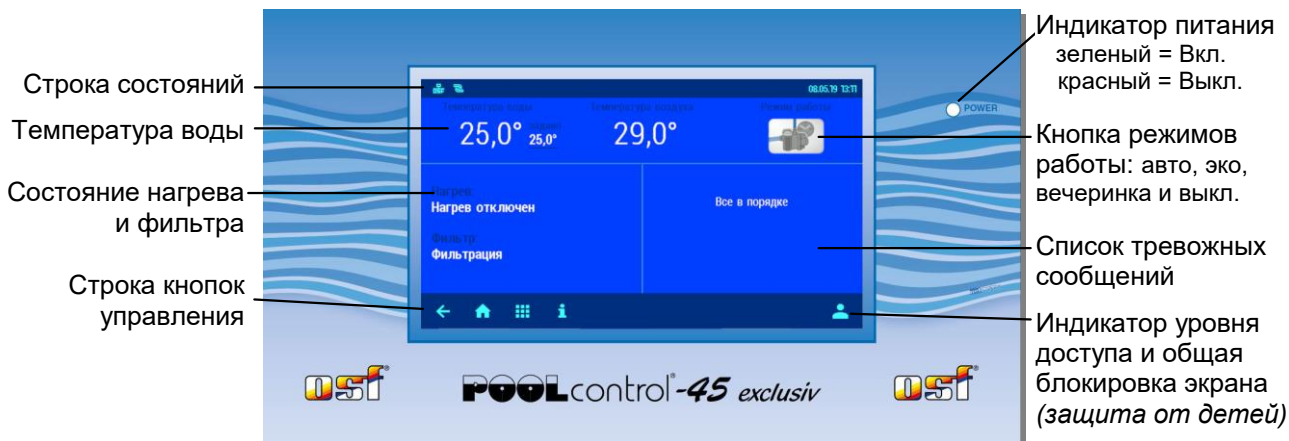 Строка состояний
Температура воды
Состояние нагрева
и фильтра
Строка кнопок
управления
08.05.19 13:11
Температура воды
Температура воздуха
Режим работы
25,0°
25,0°
29,0°
Нагрев:
Нагрев отключен
Фильтр:
Фильтрация
Все в порядке
POWER
osf®
POOLcontrol®-45 exclusiv
osf®
Индикатор питания
зеленый = Вкл.
красный = Выкл.
Кнопка режимов
работы: авто, эко,
вечеринка и выкл.
Список тревожных
сообщений
Индикатор уровня
доступа и общая
блокировка экрана
(защита от детей)